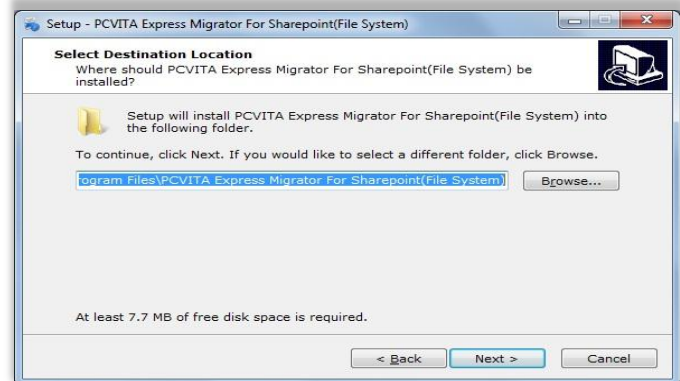 Setup - PCVITA Express Migrator For Sharepoint(File System)
Select Destination Location
Where should PCVITA Express Migrator For Sharepoint(File System) be
installed?
Setup will install PCVITA Express Migrator For Sharepoint(File System) into
the following folder.
To continue, click Next. If you would like to select a different folder, click Browse.
rogram Files\PCVITA Express Migrator For Sharepoint(File System) Browse...
At least 7.7 MB of free disk space is required.
< Back Next > Cancel